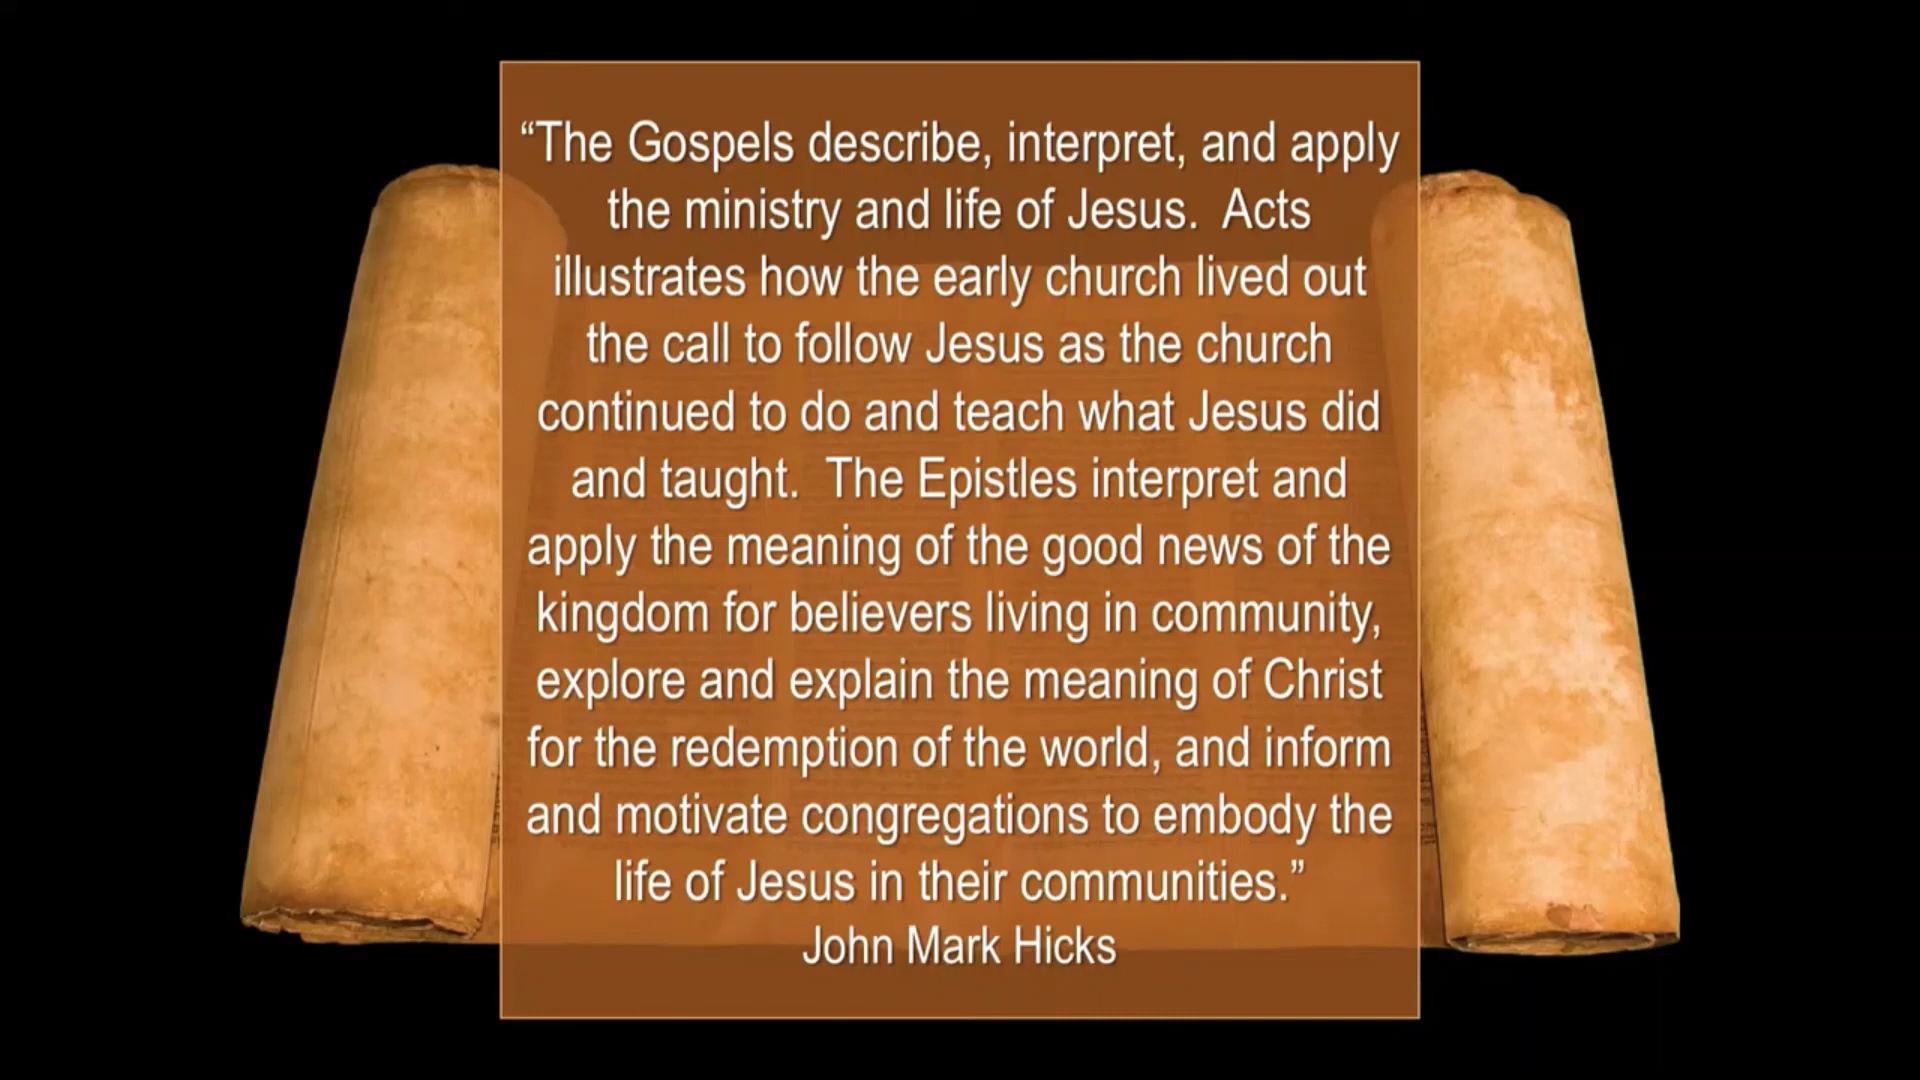 “The Gospels describe, interpret, and apply
the ministry and life of Jesus.  Acts
illustrates how the early church lived out
the call to follow Jesus as the church
continued to do and teach what Jesus did
and taught.  The Epistles interpret and
apply the meaning of the good news of the
kingdom for believers living in community,
explore and explain the meaning of Christ
for the redemption of the world, and inform
and motivate congregations to embody the
life of Jesus in their communities.”
John Mark Hicks